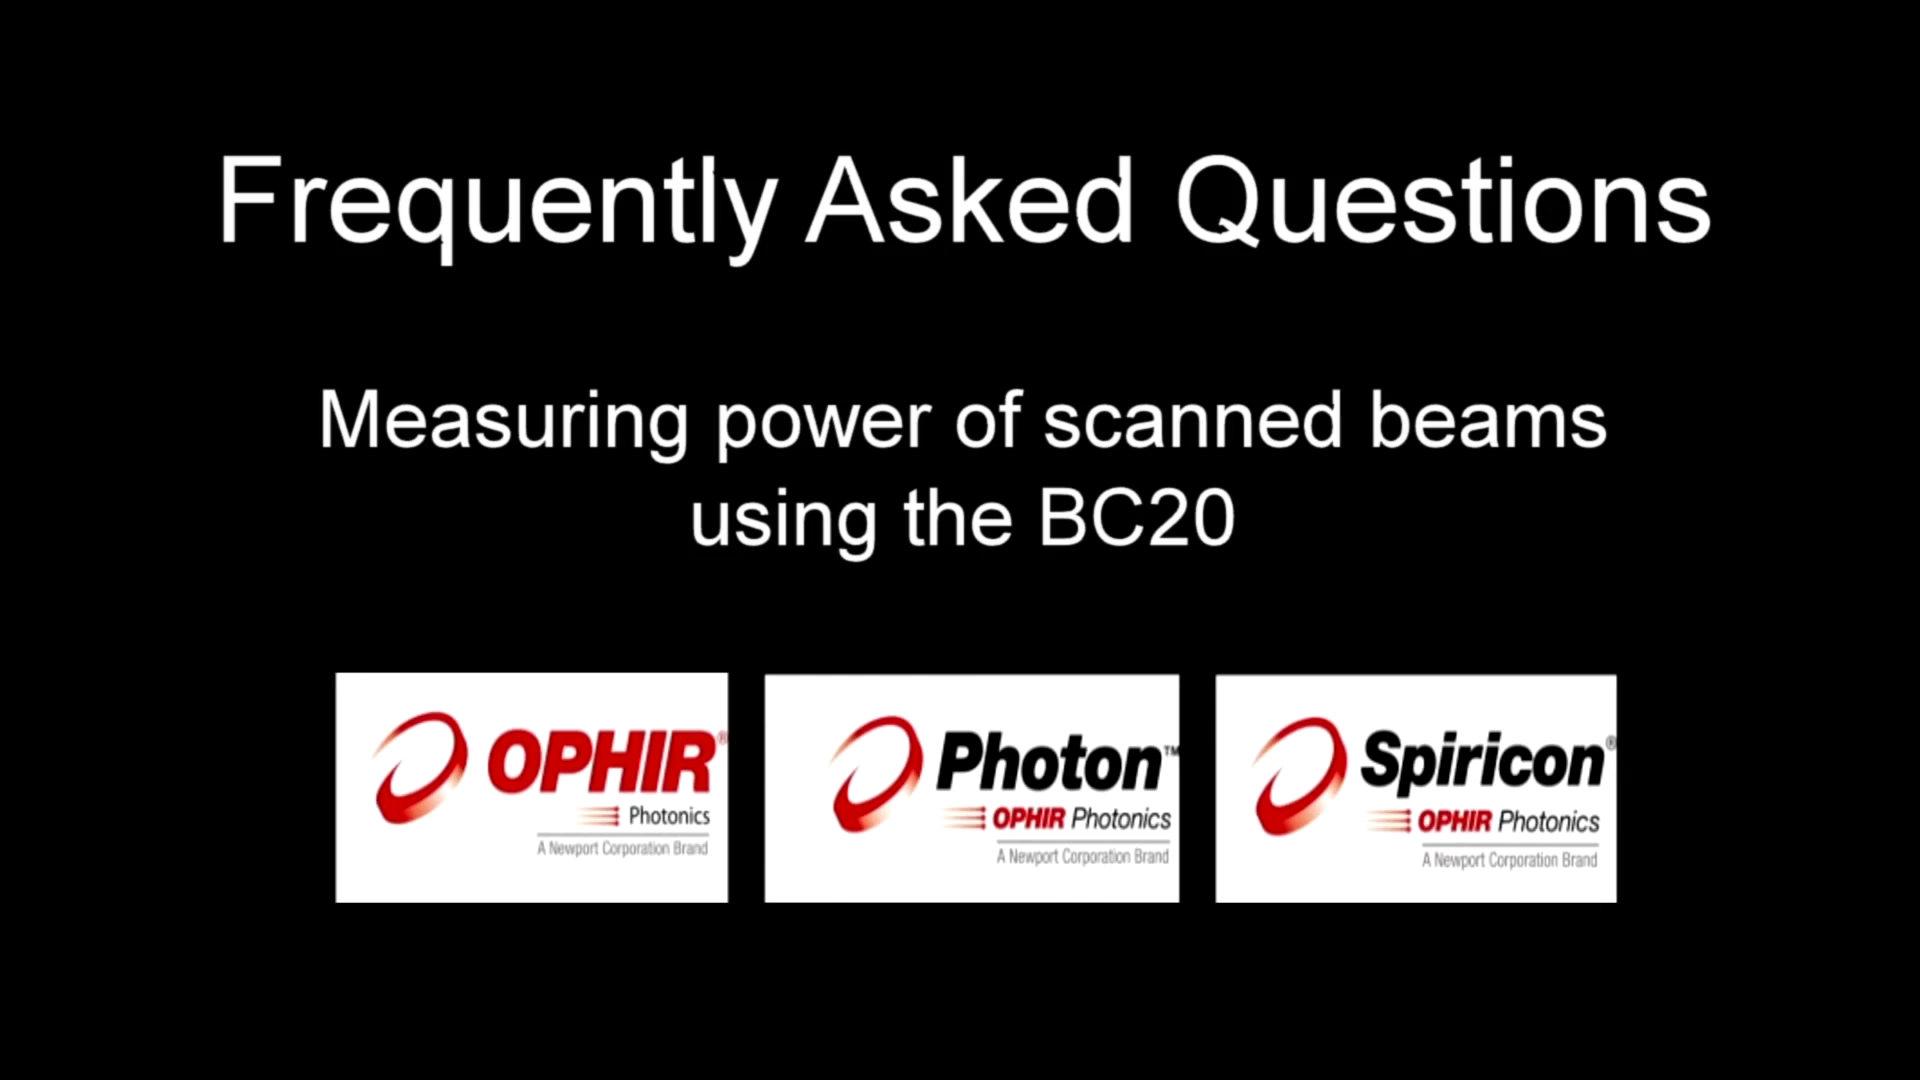 Frequently Asked Questions
Measuring power of scanned beams
using the BC20
OPHIR®
Photonics
A Newport Corporation Brand
Photon™
OPHIR Photonics
A Newport Corporation Brand
Spiricon®
OPHIR Photonics
A Newport Corporation Brand